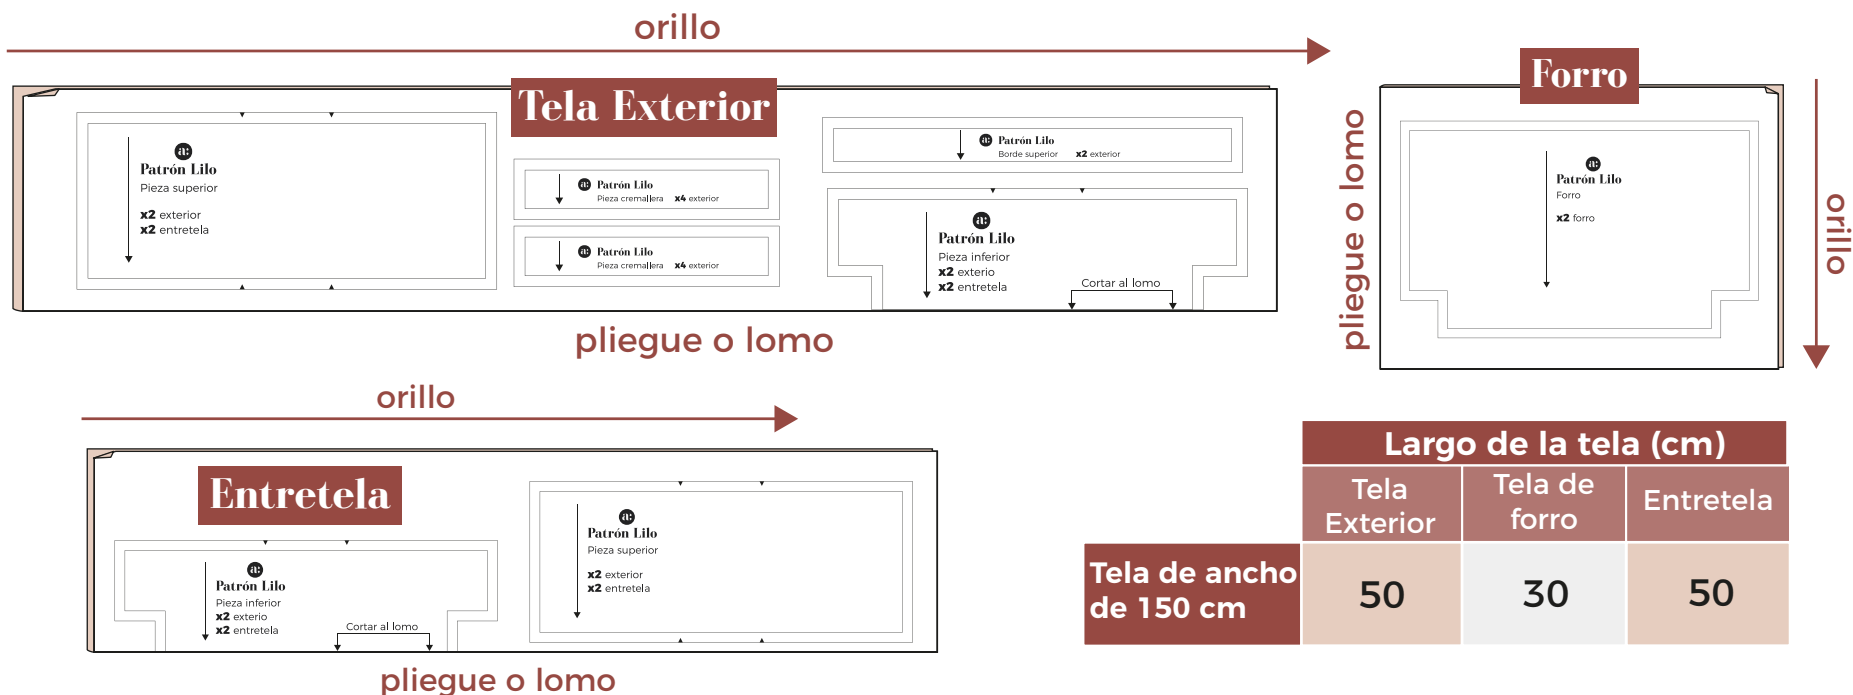 orillo
Tela Exterior
a:
Patrón Lilo
Pieza superior
x2 exterior
x2 entretela
a: Patrón Lilo
Pieza cremallera x4 exterior
a: Patrón Lilo
Pieza cremallera x4 exterior
a: Patrón Lilo
Borde superior x2 exterior
a:
Patrón Lilo
Pieza inferior
x2 exterio
x2 entretela
Cortar al lomo
pliegue o lomo
Forro
pliegue o lomo
a:
Patrón Lilo
Forro
x2 forro
orillo
orillo
Entretela
a:
Patrón Lilo
Pieza inferior
x2 exterio
x2 entretela
Cortar al lomo
a:
Patrón Lilo
Pieza superior
x2 exterior
x2 entretela
pliegue o lomo
Largo de la tela (cm)
Tela
Exterior
Tela de
forro
Entretela
Tela de ancho
de 150 cm
50
30
50